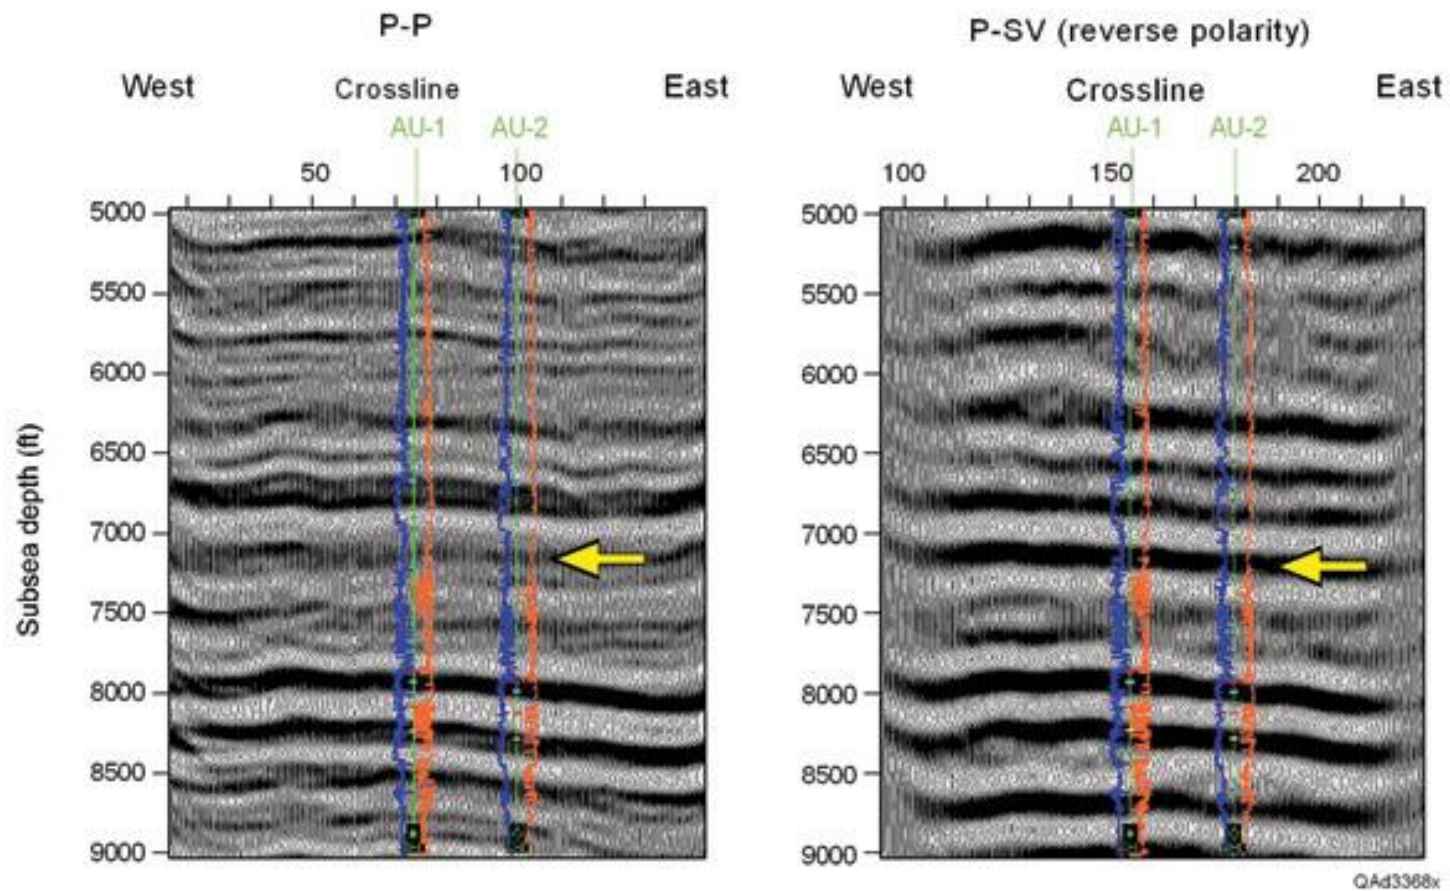 P-P
West Crossline East
AU-1 AU-2
50 100
5000
5500
6000
6500
7000
7500
8000
8500
9000
Subsea depth (ft)
P-SV (reverse polarity)
West Crossline East
AU-1 AU-2
100 150 200
5000
5500
6000
6500
7000
7500
8000
8500
9000
QAd3368x